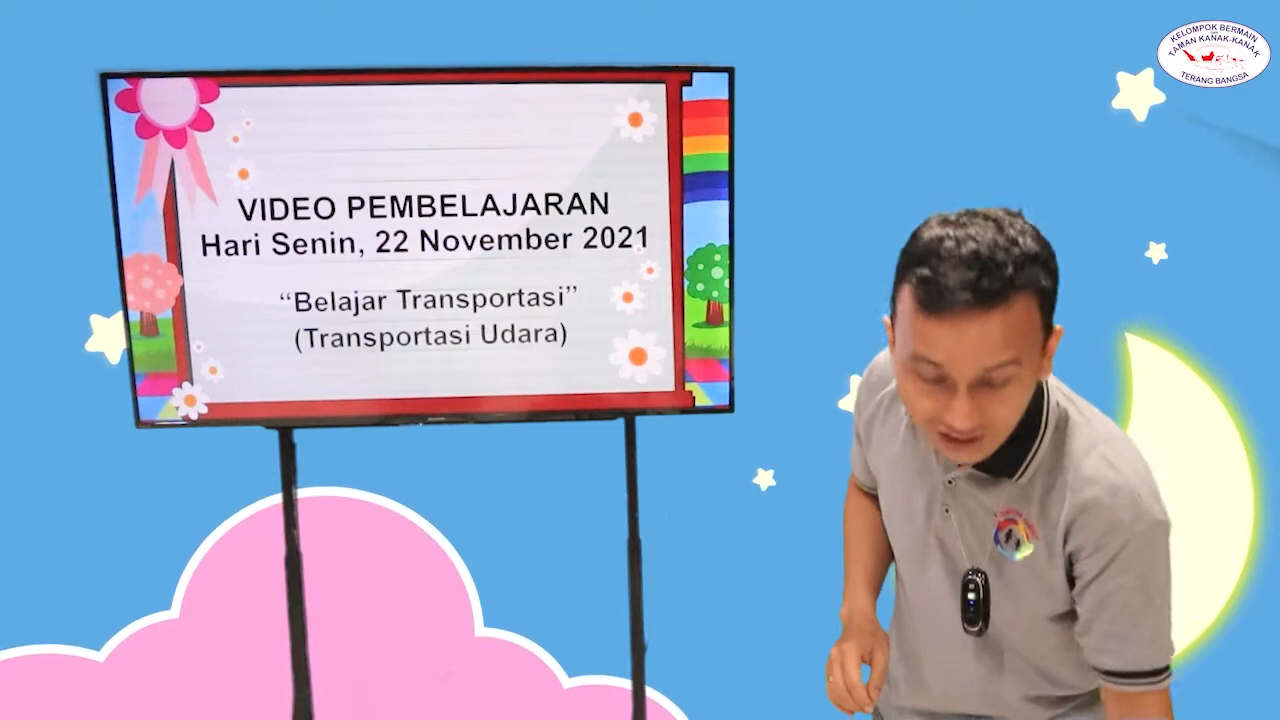 KELOMPOK BERMAIN
TAMAN KANAK-KANAK
TERANG BANGSA
VIDEO PEMBELAJARAN
Hari Senin, 22 November 2021
“Belajar Transportasi”
(Transportasi Udara)